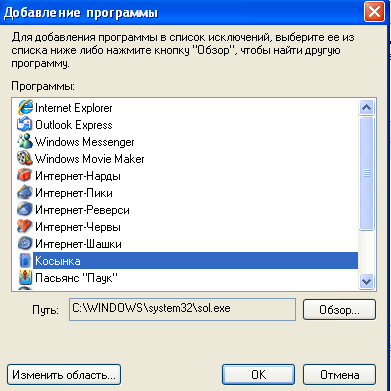 Добавление программы
Для добавления программы в список исключений, выберите ее из
списка ниже либо нажмите кнопку "Обзор", чтобы найти другую
программу.
Программы:
Internet Explorer
Outlook Express
Windows Messenger
Windows Movie Maker
Интернет-Нарды
Интернет-Пики
Интернет-Реверси
Интернет-Червы
Интернет-Шашки
Косынка
Пасьянс "Паук"
Путь:
C:\WINDOWS\system32\sol.exe
Обзор...
Изменить область...
OK
Отмена